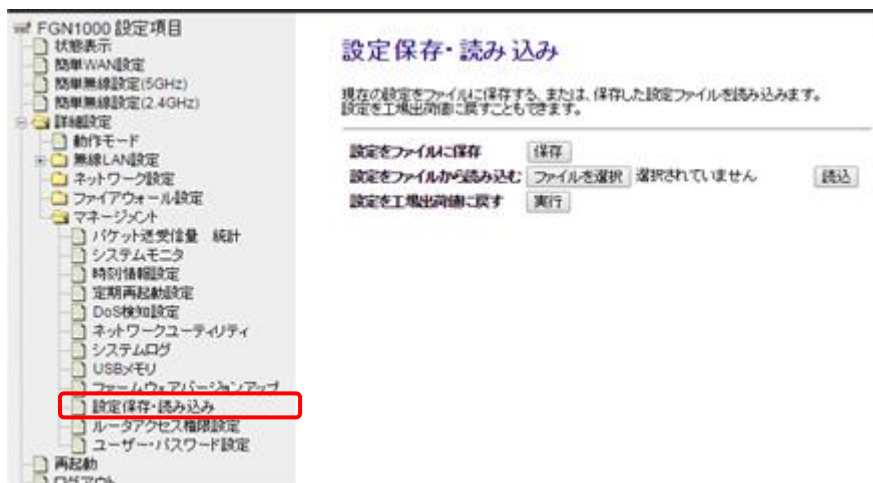 FGN1000 設定項目
状態表示
簡単WAN設定
簡単無線設定(5GHz)
簡単無線設定(2.4GHz)
詳細設定
動作モード
無線LAN設定
ネットワーク設定
ファイアウォール設定
マネージメント
パケット送受信量 統計
システムモニタ
時刻情報設定
定期再起動設定
DoS検知設定
ネットワークユーティリティ
システムログ
USBメモリ
ファームウェアバージョンアップ
設定保存・読み込み
ルータアクセス権限設定
ユーザー・パスワード設定
再起動
ログアウト
設定保存・読み込み
現在の設定をファイルに保存する、または、保存した設定ファイルを読み込みます。
設定を工場出荷値に戻すこともできます。
設定をファイルに保存 保存
設定をファイルから読み込む ファイルを選択 選択されていません 読込
設定を工場出荷値に戻す 実行